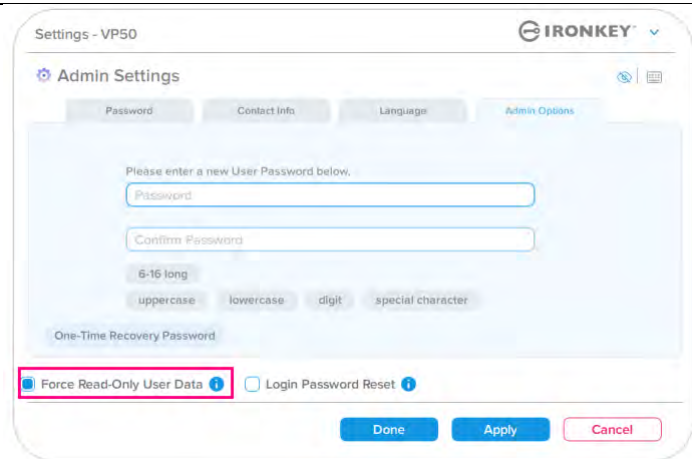 Settings - VP50
IRONKEY
Admin Settings
Password Contact Info Language Admin Options
Please enter a new User Password below.
Password
Confirm Password
6-16 long
uppercase lowercase digit special character
One-Time Recovery Password
Force Read-Only User Data Login Password Reset
Done Apply Cancel